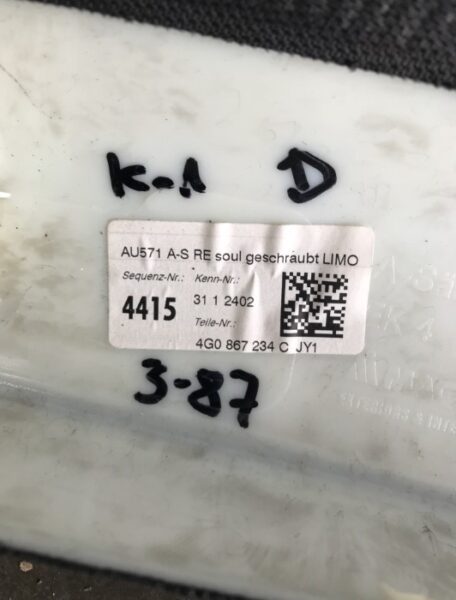 K-1 D
AU571 A-S RE soul geschraubt LIMO
Sequenz-Nr.: Kenn-Nr.:
4415 31 1 2402
Teile-Nr.:
4G0 867 234 C JY1
3-87